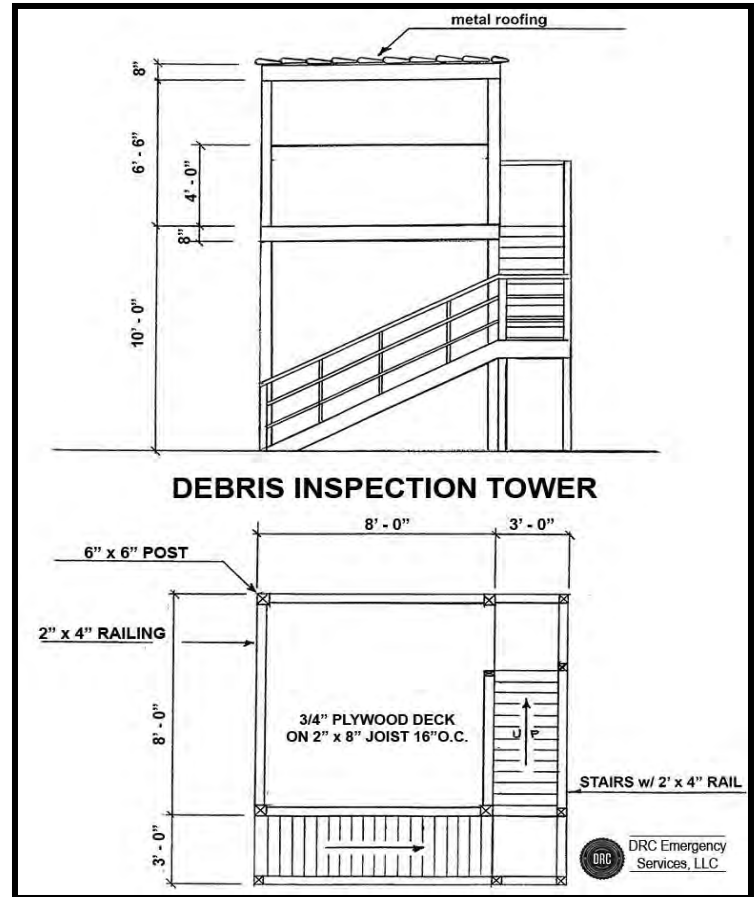 metal roofing
8”
6’ - 6”
4’ - 0”
8”
10’ - 0”
DEBRIS INSPECTION TOWER
8’ - 0”
3’ - 0”
6” x 6” POST
2” x 4” RAILING
8’ - 0”
3/4” PLYWOOD DECK
ON 2” x 8” JOIST 16”O.C.
U P
STAIRS w/ 2’ x 4” RAIL
3’ - 0”
DRC
DRC Emergency
Services, LLC